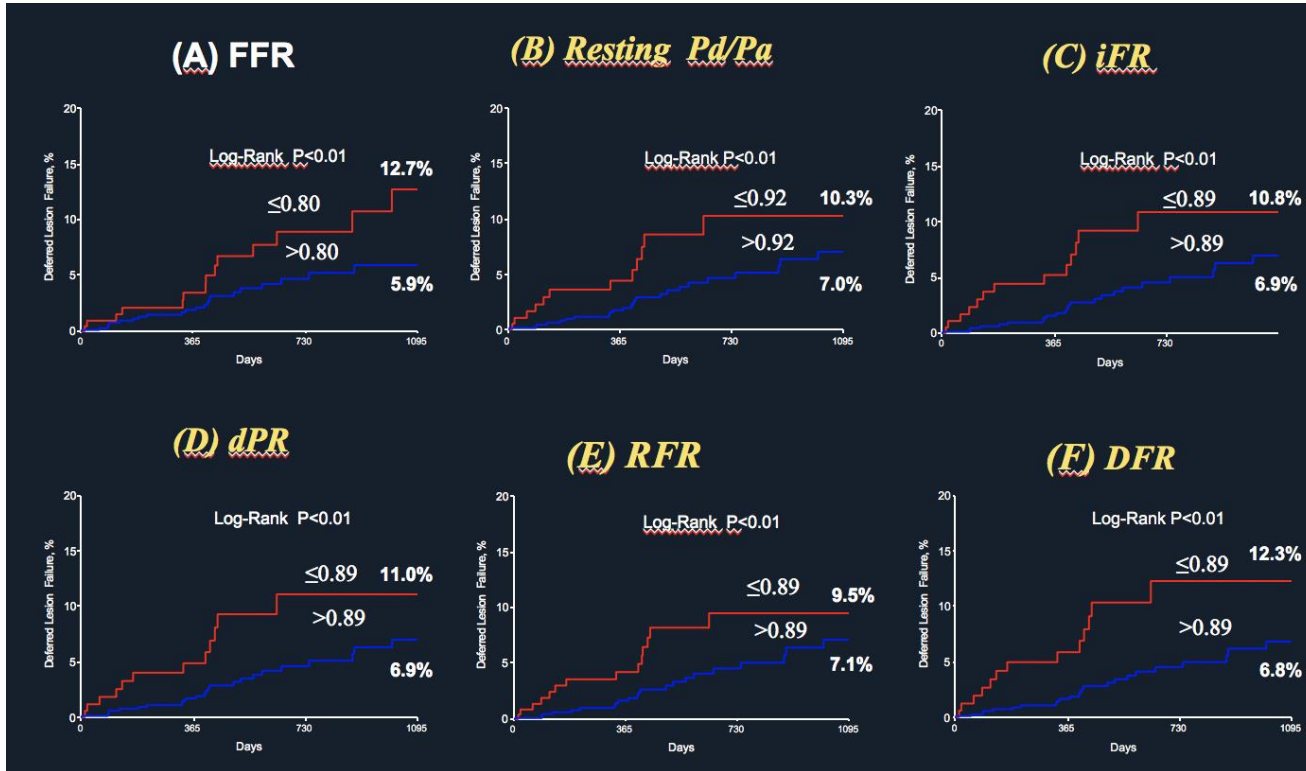 (A) FFR
20
15
10
5
0
Deferred Lesion Failure, %
Log-Rank P<0.01
12.7%
≤0.80
>0.80
5.9%
0 365 730 1095
Days
(B) Resting Pd/Pa
20
15
10
5
0
Deferred Lesion Failure, %
Log-Rank P<0.01
≤0.92
10.3%
>0.92
7.0%
0 365 730 1095
Days
(C) iFR
20
15
10
5
0
Deferred Lesion Failure, %
Log-Rank P<0.01
≤0.89
10.8%
>0.89
6.9%
0 365 730
Days
(D) dPR
20
15
10
5
0
Deferred Lesion Failure, %
Log-Rank P<0.01
≤0.89
11.0%
>0.89
6.9%
0 365 730 1095
Days
(E) RFR
20
15
10
5
0
Deferred Lesion Failure, %
Log-Rank P<0.01
≤0.89
9.5%
>0.89
7.1%
0 365 730 1095
Days
(F) DFR
20
15
10
5
0
Deferred Lesion Failure, %
Log-Rank P<0.01
12.3%
≤0.89
>0.89
6.8%
0 365 730 1095
Days